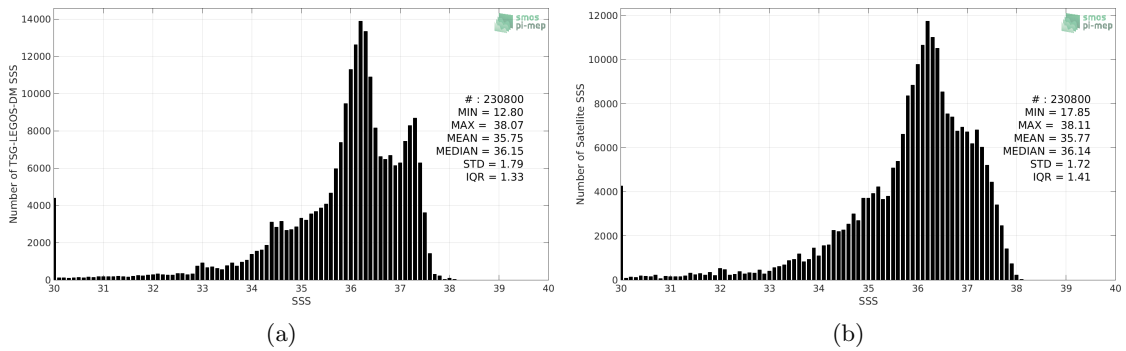 smos
pi-mep
Number of TSG-LEGOS-DM SSS
14000
12000
10000
8000
6000
4000
2000
0
# : 230800
MIN = 12.80
MAX = 38.07
MEAN = 35.75
MEDIAN = 36.15
STD = 1.79
IQR = 1.33
30 31 32 33 34 35 36 37 38 39 40
SSS
(a)
smos
pi-mep
Number of Satellite SSS
12000
10000
8000
6000
4000
2000
0
# : 230800
MIN = 17.85
MAX = 38.11
MEAN = 35.77
MEDIAN = 36.14
STD = 1.72
IQR = 1.41
30 31 32 33 34 35 36 37 38 39 40
SSS
(b)